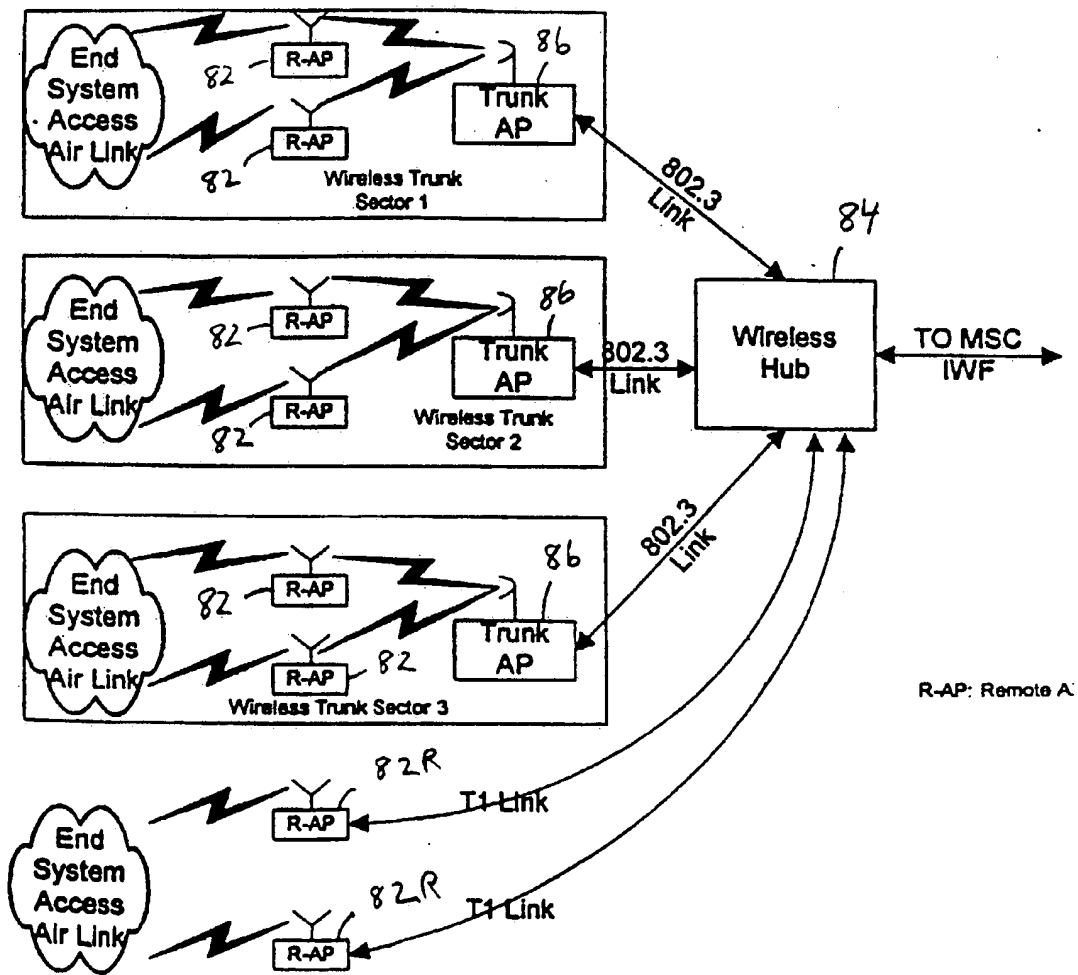 End
System
Access
Air Link
82
R-AP
82
R-AP
86
Trunk
AP
Wireless Trunk
Sector 1
802.3
Link
End
System
Access
Air Link
82
R-AP
82
R-AP
86
Trunk
AP
Wireless Trunk
Sector 2
802.3
Link
84
Wireless
Hub
TO MSC
IWF
End
System
Access
Air Link
82
R-AP
82
R-AP
86
Trunk
AP
Wireless Trunk Sector 3
802.3
Link
R-AP: Remote
End
System
Access
Air Link
82R
R-AP
T1 Link
82R
R-AP
T1 Link